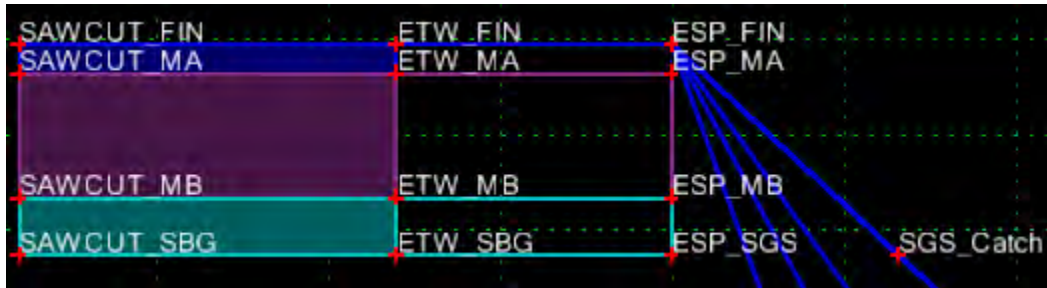 SAWCUT_FIN ETW_FIN ESP_FIN
SAWCUT_MA ETW_MA ESP_MA
SAWCUT_MB ETW_MB ESP_MB
SAWCUT_SBG ETW_SBG ESP_SGS SGS_Catch